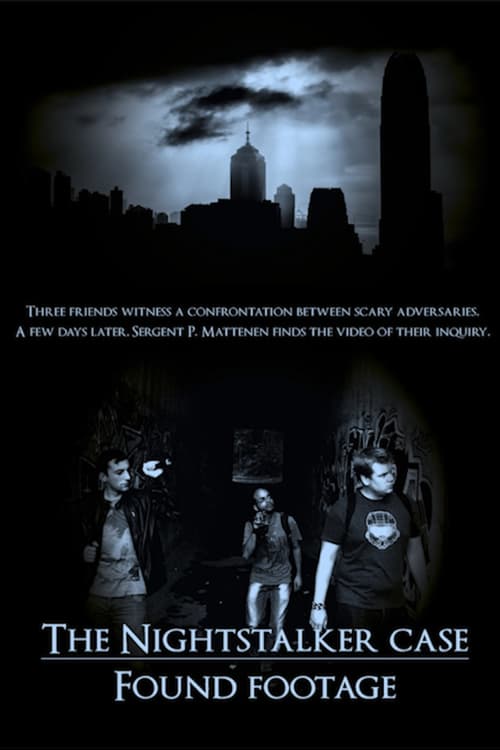 Three friends witness a confrontation between scary adversaries.
A few days later, Sergent P. Mattenen finds the video of their inquiry.
The Nightstalker case
Found footage